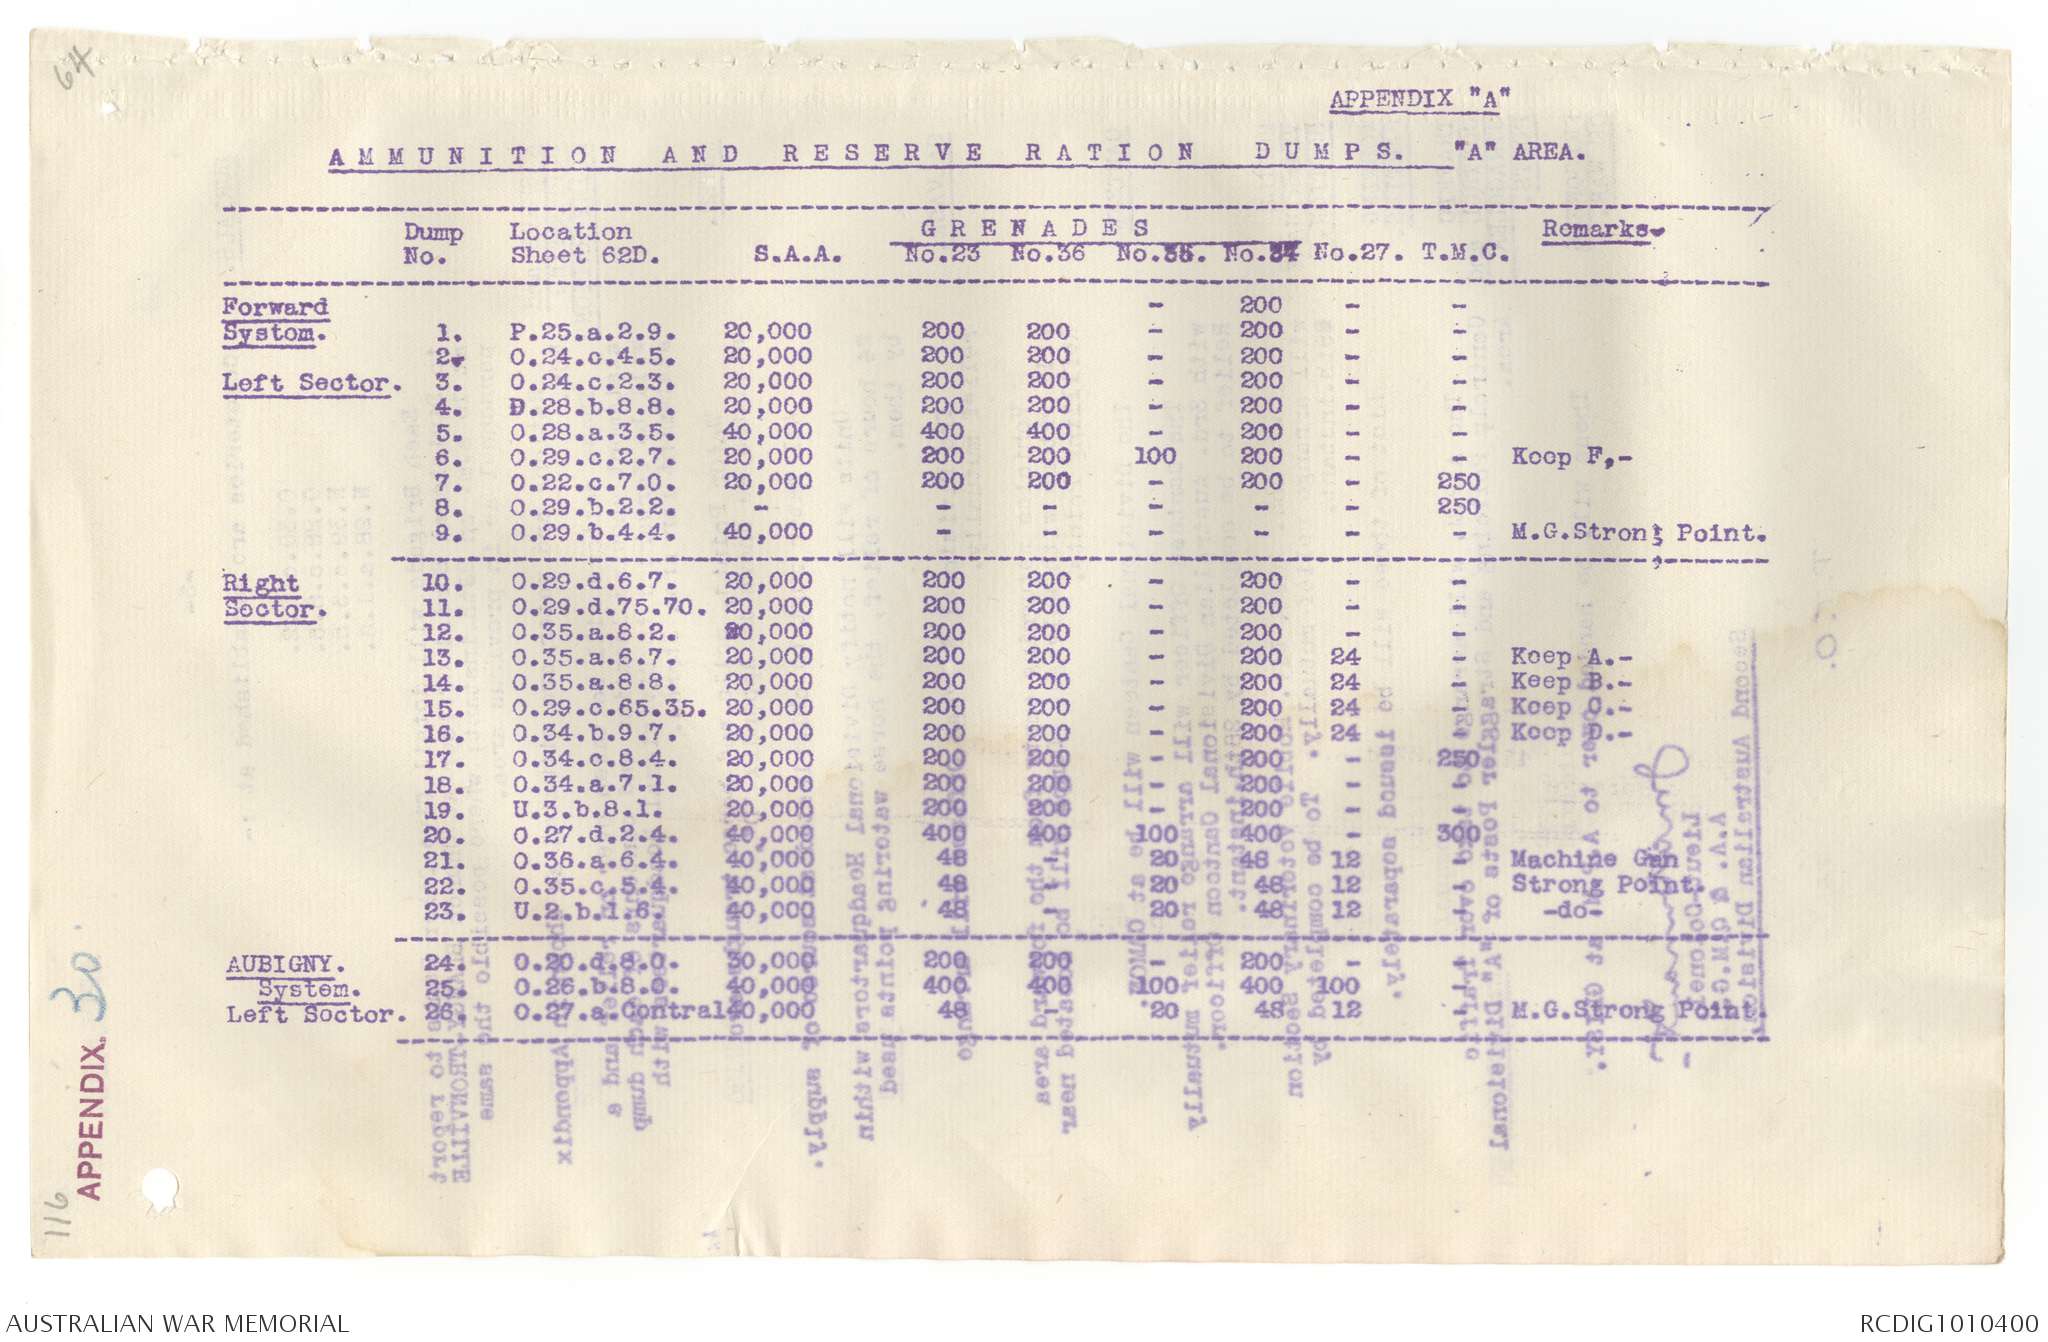 64
APPENDIX "A"
AMMUNITION AND RESERVE RATION DUMPS. "A" AREA.
Dump Location GRENADES Remarks
No. Sheet 62D. S.A.A. No.23 No.36 No.35. No.34 No.27. T.M.C.
Forward - 200 - -
System. 1. P.25.a.2.9. 20,000 200 200 - 200 - -
2. O.24.c.4.5. 20,000 200 200 - 200 - -
Left Sector. 3. O.24.c.2.3. 20,000 200 200 - 200 - -
4. D.28.b.8.8. 20,000 200 200 - 200 - -
5. O.28.a.3.5. 40,000 400 400 - 200 - -
6. O.29.c.2.7. 20,000 200 200 100 200 - - Keep F,-
7. O.22.c.7.0. 20,000 200 200 - 200 - 250
8. O.29.b.2.2. - - - - - - 250
9. O.29.b.4.4. 40,000 - - - - - - M.G.Strong Point.
Right 10. O.29.d.6.7. 20,000 200 200 - 200 - -
Sector. 11. O.29.d.75.70. 20,000 200 200 - 200 - -
12. O.35.a.8.2. 20,000 200 200 - 200 - -
13. O.35.a.6.7. 20,000 200 200 - 200 24 - Keep A.-
14. O.35.a.8.8. 20,000 200 200 - 200 24 - Keep B.-
15. O.29.c.65.35. 20,000 200 200 - 200 24 - Keep C.-
16. O.34.b.9.7. 20,000 200 200 - 200 24 - Keep D.-
17. O.34.c.8.4. 20,000 200 200 - 200 - 250
18. O.34.a.7.1. 20,000 200 200 - 200 - -
19. U.3.b.8.1. 20,000 200 200 - 200 - -
20. O.27.d.2.4. 40,000 400 400 100 400 - 300
21. O.36.a.6.4. 40,000 48 - 20 48 12 - Machine Gun
22. O.35.c.5.4. 40,000 48 - 20 48 12 - Strong Point.
23. U.2.b.1.6. 40,000 48 - 20 48 12 - -do-
AUBIGNY. 24. O.20.d.8.0. 30,000 200 200 - 200 - -
System. 25. O.26.b.8.0. 40,000 400 400 100 400 100 -
Left Sector. 26. O.27.a.Central 40,000 48 - 20 48 12 - M.G.Strong Point.
APPENDIX. 30
116
AUSTRALIAN WAR MEMORIAL
RCDIG1010400